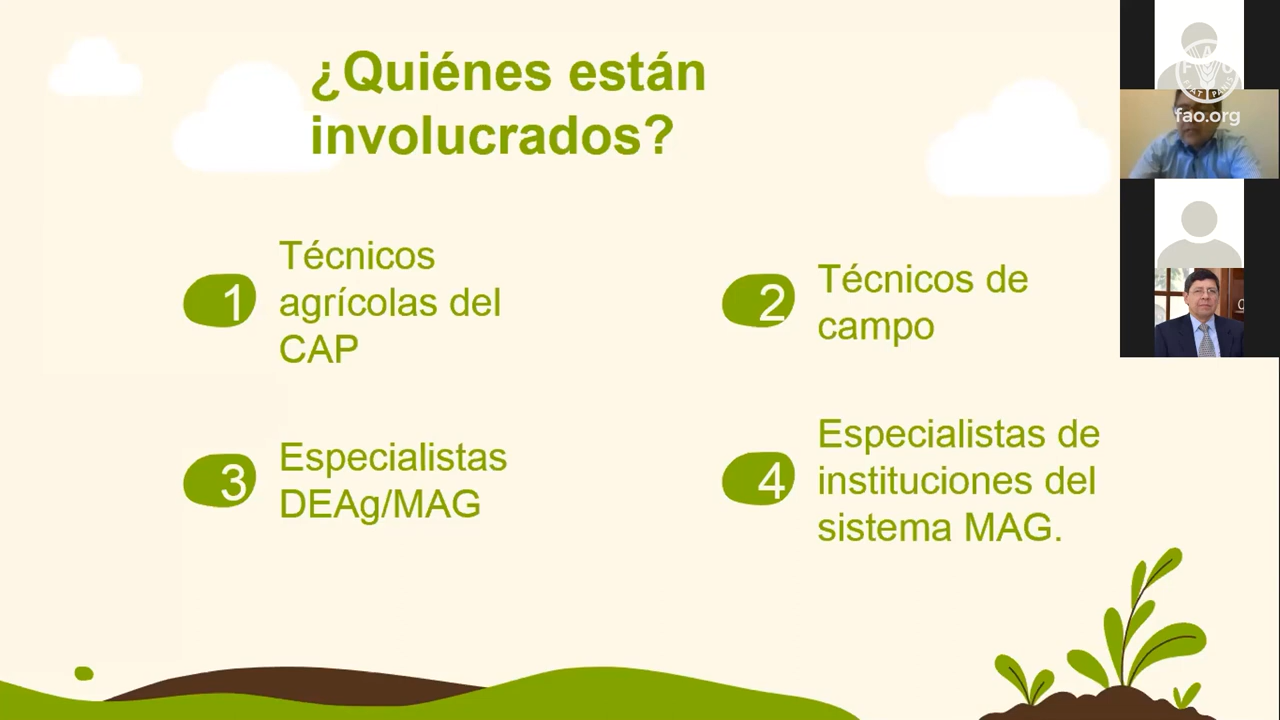 ¿Quiénes están
involucrados?
1
Técnicos
agrícolas del
CAP
2
Técnicos de
campo
3
Especialistas
DEAg/MAG
4
Especialistas de
instituciones del
sistema MAG.
fao.org